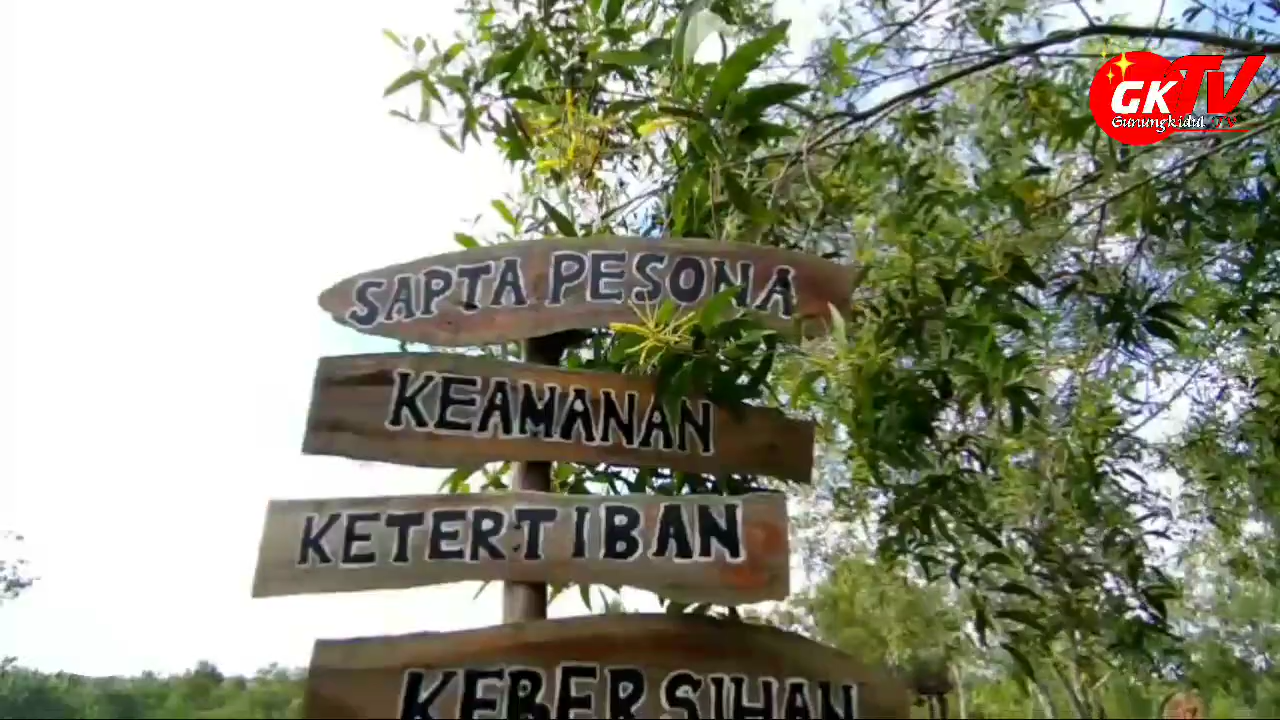 GKTV
Gunungkidul TV
SAPTA PESONA
KEAMANAN
KETERTIBAN
KEBERSIHAN